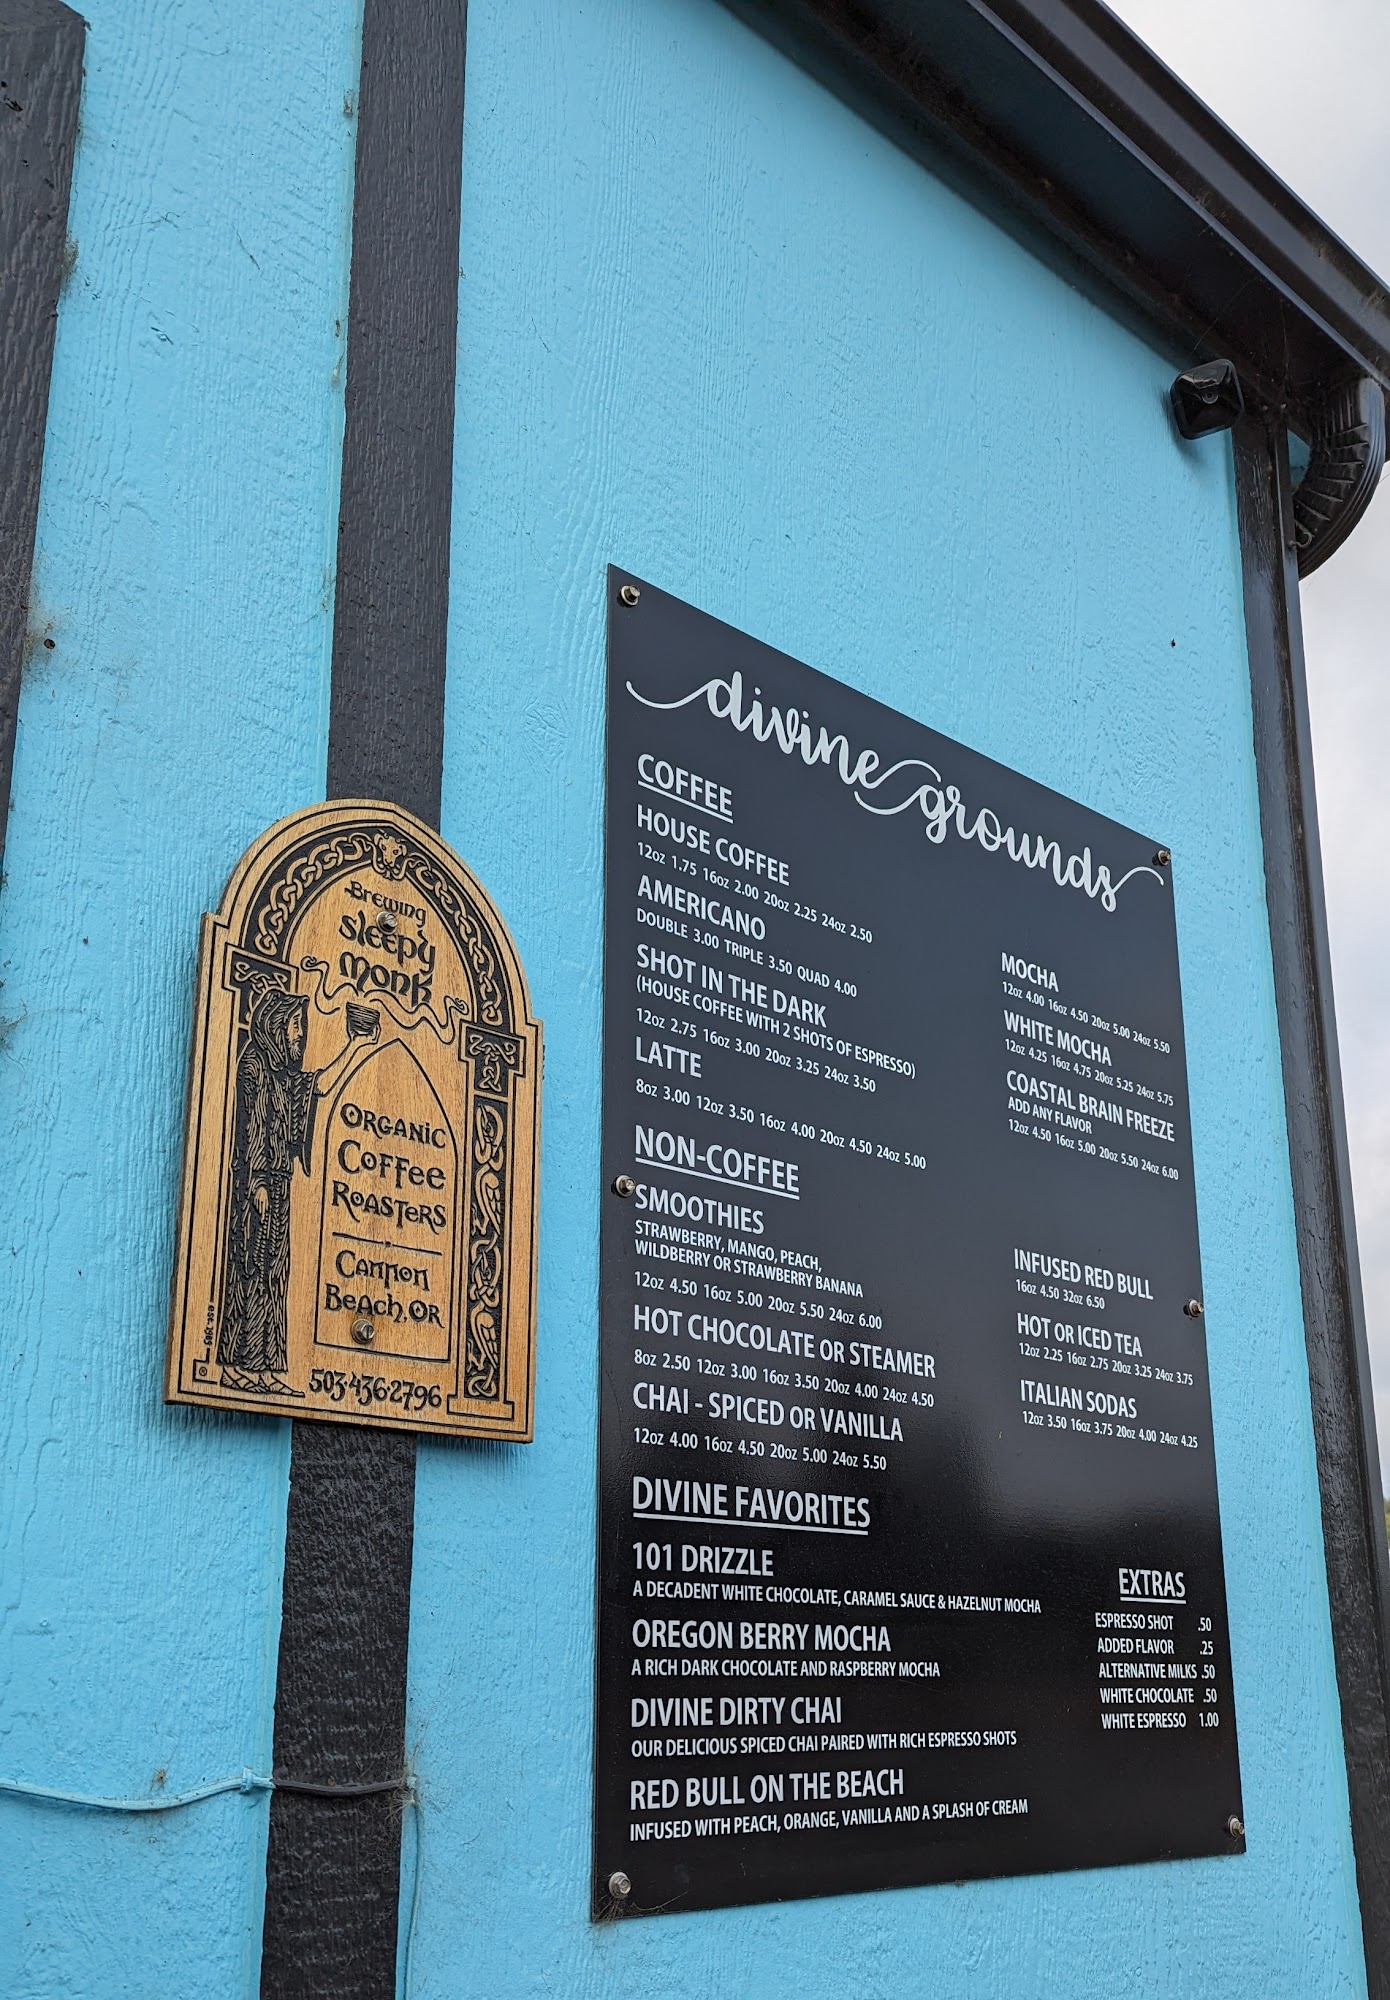 Brewing
Sleepy
Monk
Organic
Coffee
Roasters
Cannon
Beach, OR
503·436·2796
divine grounds
COFFEE
HOUSE COFFEE
12oz 1.75 16oz 2.00 20oz 2.25 24oz 2.50
AMERICANO
DOUBLE 3.00 TRIPLE 3.50 QUAD 4.00
SHOT IN THE DARK
(HOUSE COFFEE WITH 2 SHOTS OF ESPRESSO)
12oz 2.75 16oz 3.00 20oz 3.25 24oz 3.50
LATTE
8oz 3.00 12oz 3.50 16oz 4.00 20oz 4.50 24oz 5.00
MOCHA
12oz 4.00 16oz 4.50 20oz 5.00 24oz 5.50
WHITE MOCHA
12oz 4.25 16oz 4.75 20oz 5.25 24oz 5.75
COASTAL BRAIN FREEZE
ADD ANY FLAVOR
12oz 4.50 16oz 5.00 20oz 5.50 24oz 6.00
NON-COFFEE
SMOOTHIES
STRAWBERRY, MANGO, PEACH,
WILDBERRY OR STRAWBERRY BANANA
12oz 4.50 16oz 5.00 20oz 5.50 24oz 6.00
HOT CHOCOLATE OR STEAMER
8oz 2.50 12oz 3.00 16oz 3.50 20oz 4.00 24oz 4.50
CHAI - SPICED OR VANILLA
12oz 4.00 16oz 4.50 20oz 5.00 24oz 5.50
INFUSED RED BULL
16oz 4.50 32oz 6.50
HOT OR ICED TEA
12oz 2.25 16oz 2.75 20oz 3.25 24oz 3.75
ITALIAN SODAS
12oz 3.50 16oz 3.75 20oz 4.00 24oz 4.25
DIVINE FAVORITES
101 DRIZZLE
A DECADENT WHITE CHOCOLATE, CARAMEL SAUCE & HAZELNUT MOCHA
OREGON BERRY MOCHA
A RICH DARK CHOCOLATE AND RASPBERRY MOCHA
DIVINE DIRTY CHAI
OUR DELICIOUS SPICED CHAI PAIRED WITH RICH ESPRESSO SHOTS
RED BULL ON THE BEACH
INFUSED WITH PEACH, ORANGE, VANILLA AND A SPLASH OF CREAM
EXTRAS
ESPRESSO SHOT .50
ADDED FLAVOR .25
ALTERNATIVE MILKS .50
WHITE CHOCOLATE .50
WHITE ESPRESSO 1.00